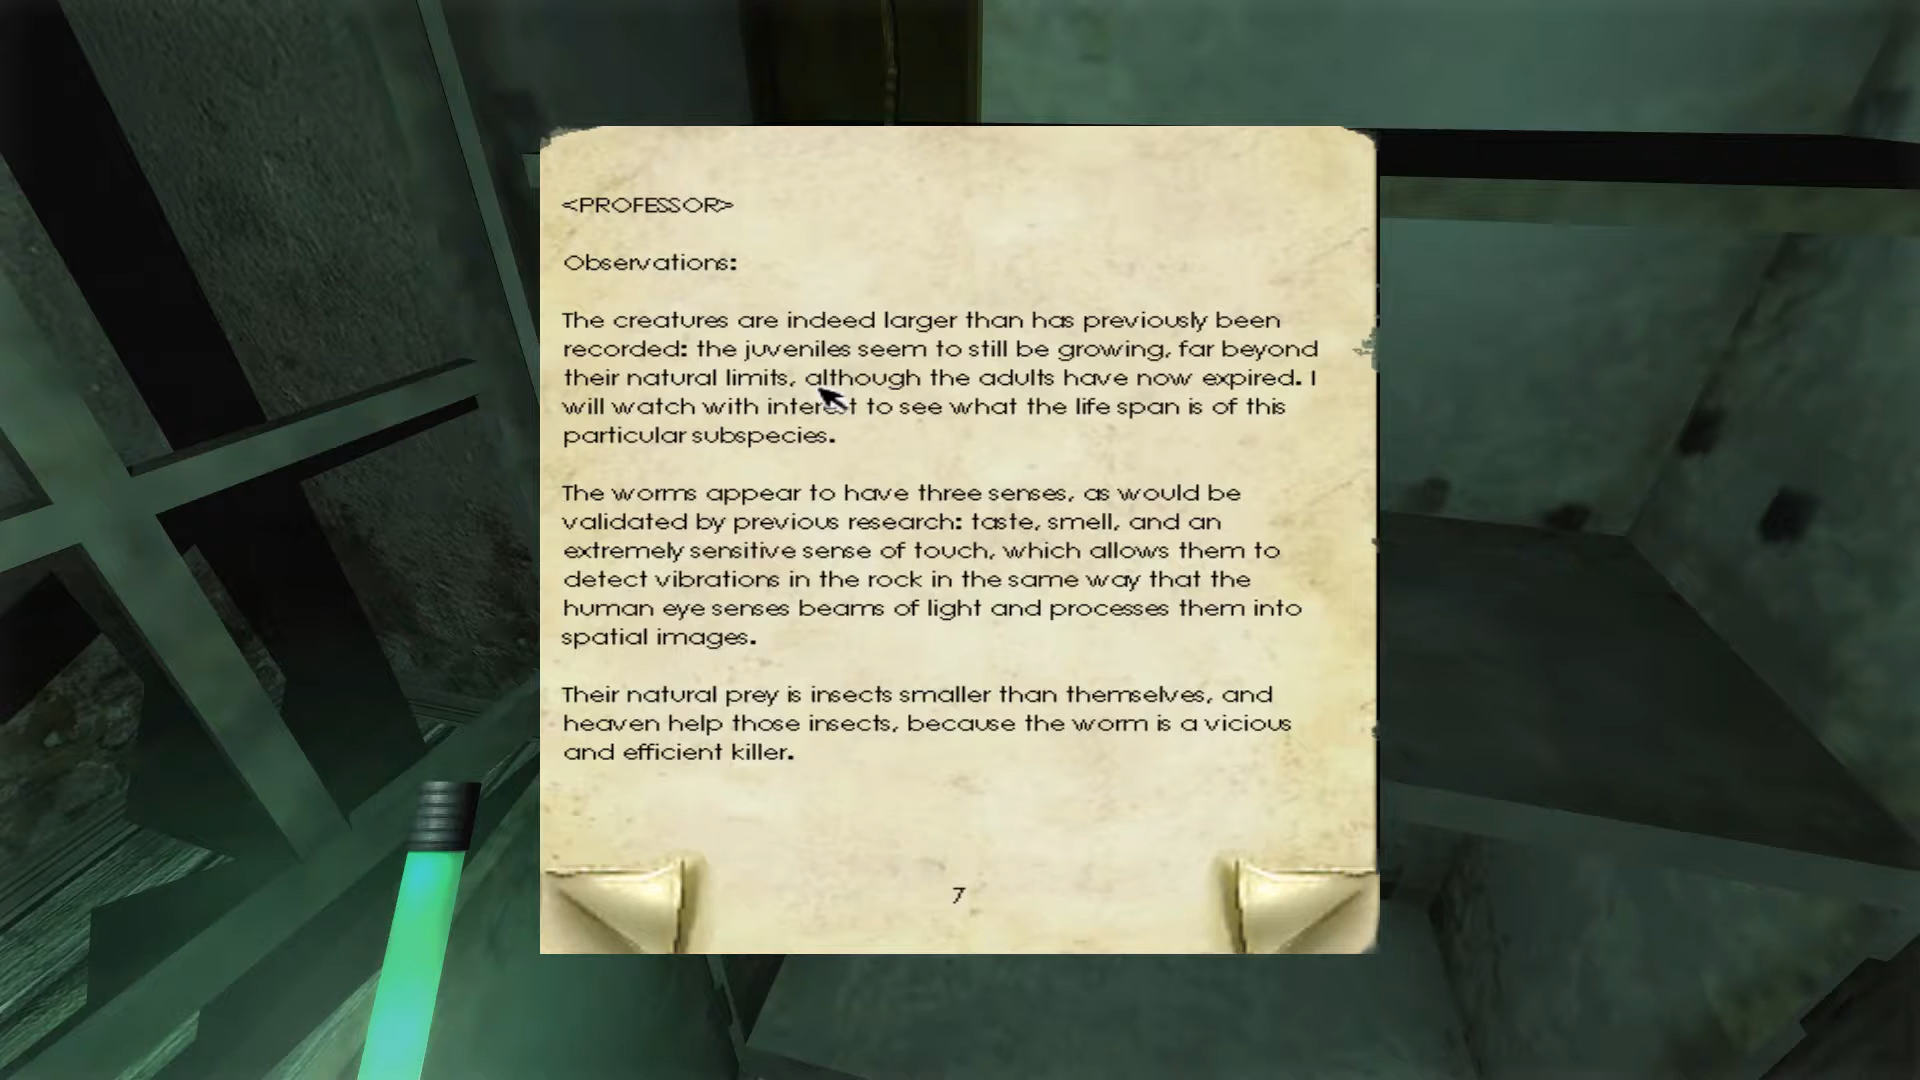 <PROFESSOR>
Observations:
The creatures are indeed larger than has previously been
recorded: the juveniles seem to still be growing, far beyond
their natural limits, although the adults have now expired. I
will watch with interest to see what the life span is of this
particular subspecies.
The worms appear to have three senses, as would be
validated by previous research: taste, smell, and an
extremely sensitive sense of touch, which allows them to
detect vibrations in the rock in the same way that the
human eye senses beams of light and processes them into
spatial images.
Their natural prey is insects smaller than themselves, and
heaven help those insects, because the worm is a vicious
and efficient killer.
7